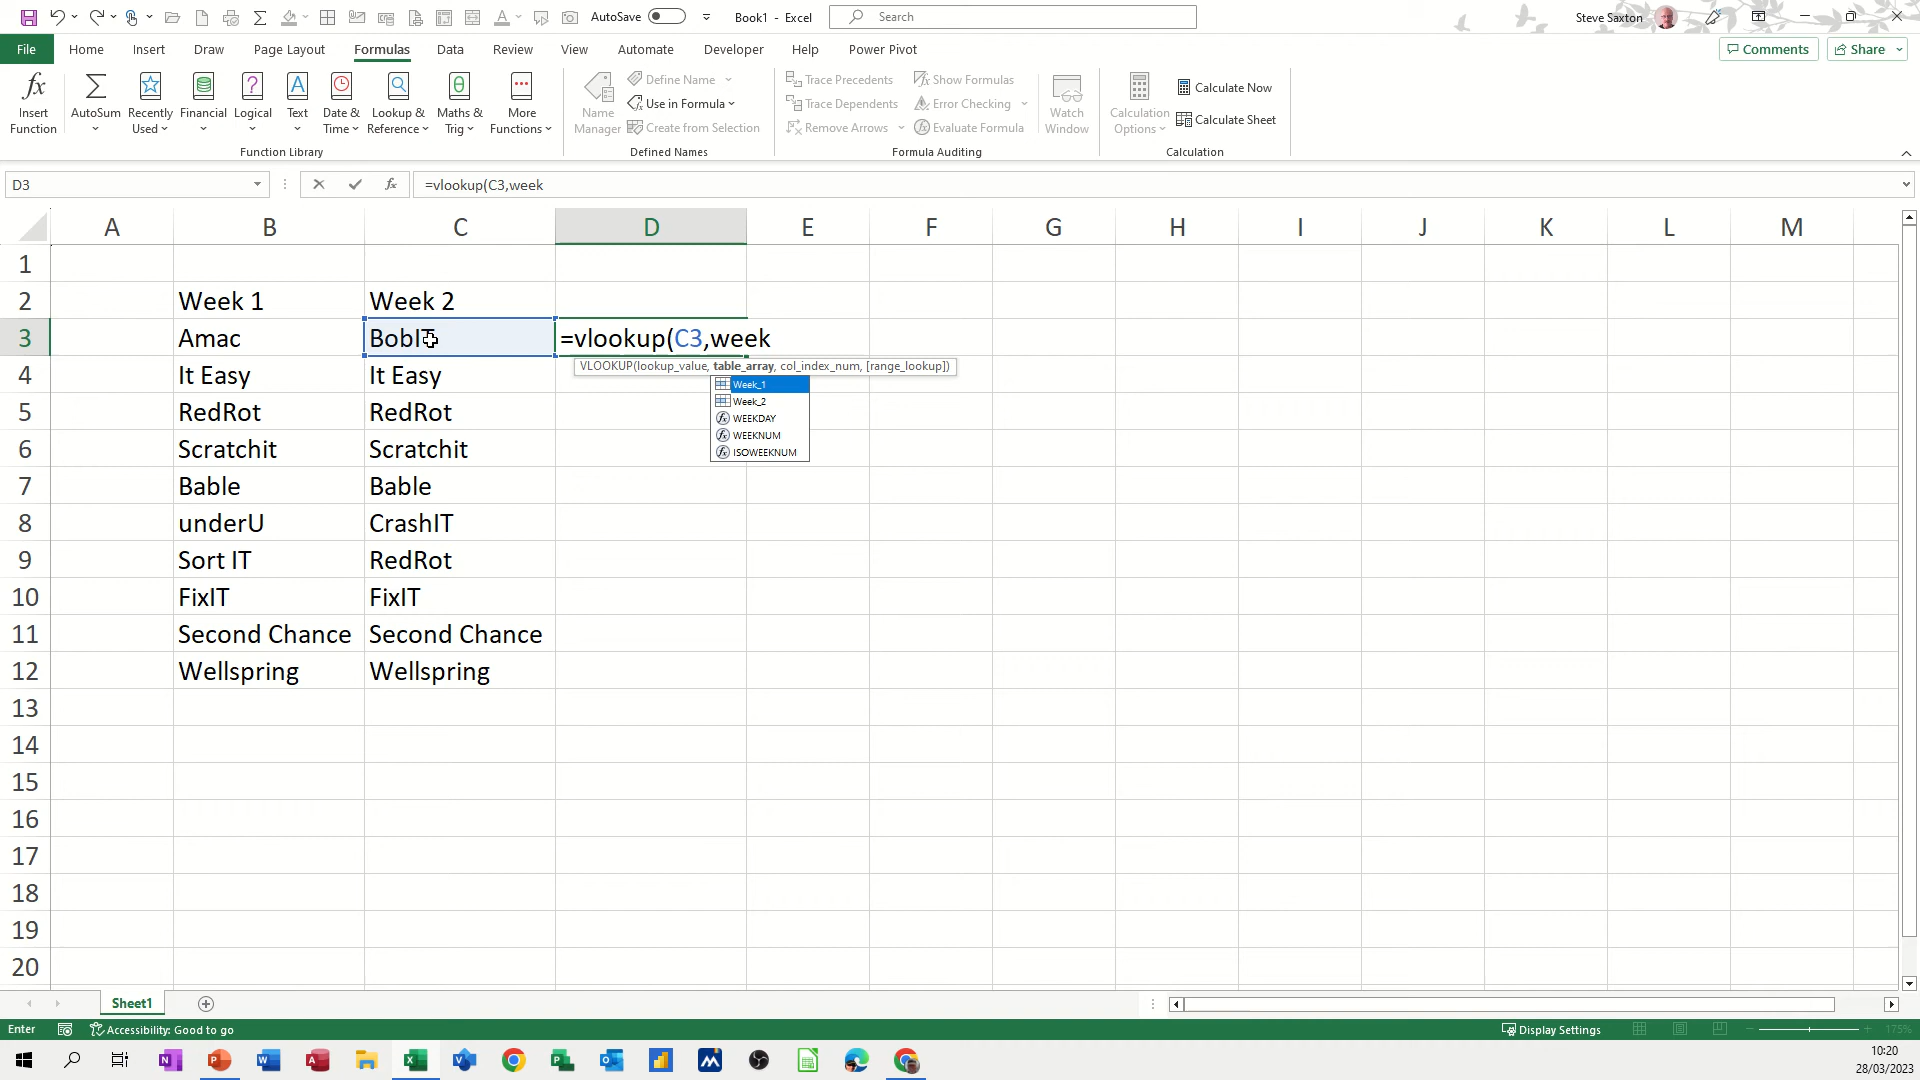 AutoSave
Book1 - Excel
Search
Steve Saxton
File Home Insert Draw Page Layout Formulas Data Review View Automate Developer Help Power Pivot
Comments Share
Insert Function
AutoSum
Recently Used
Financial
Logical
Text
Date & Time
Lookup & Reference
Maths & Trig
More Functions
Function Library
Name Manager
Define Name
Use in Formula
Create from Selection
Defined Names
Trace Precedents
Trace Dependents
Remove Arrows
Show Formulas
Error Checking
Evaluate Formula
Formula Auditing
Watch Window
Calculation Options
Calculate Now
Calculate Sheet
Calculation
D3 fx =vlookup(C3,week
A B C D E F G H I J K L M
1
2 Week 1 Week 2
3 Amac BobIT =vlookup(C3,week
VLOOKUP(lookup_value, table_array, col_index_num, [range_lookup])
Week_1
Week_2
WEEKDAY
WEEKNUM
ISOWEEKNUM
4 It Easy It Easy
5 RedRot RedRot
6 Scratchit Scratchit
7 Bable Bable
8 underU CrashIT
9 Sort IT RedRot
10 FixIT FixIT
11 Second Chance Second Chance
12 Wellspring Wellspring
13
14
15
16
17
18
19
20
Sheet1
Enter Accessibility: Good to go Display Settings 175%
10:20
28/03/2023